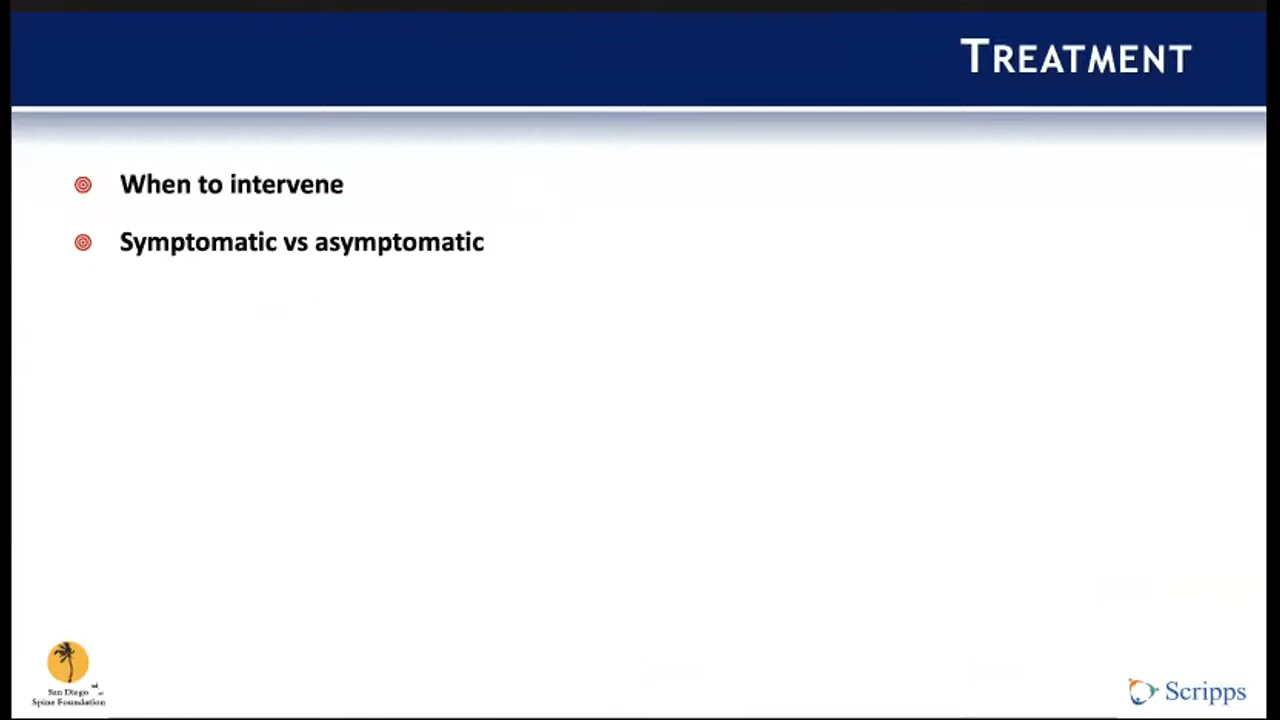 TREATMENT
When to intervene
Symptomatic vs asymptomatic
San Diego
Spine Foundation
Scripps